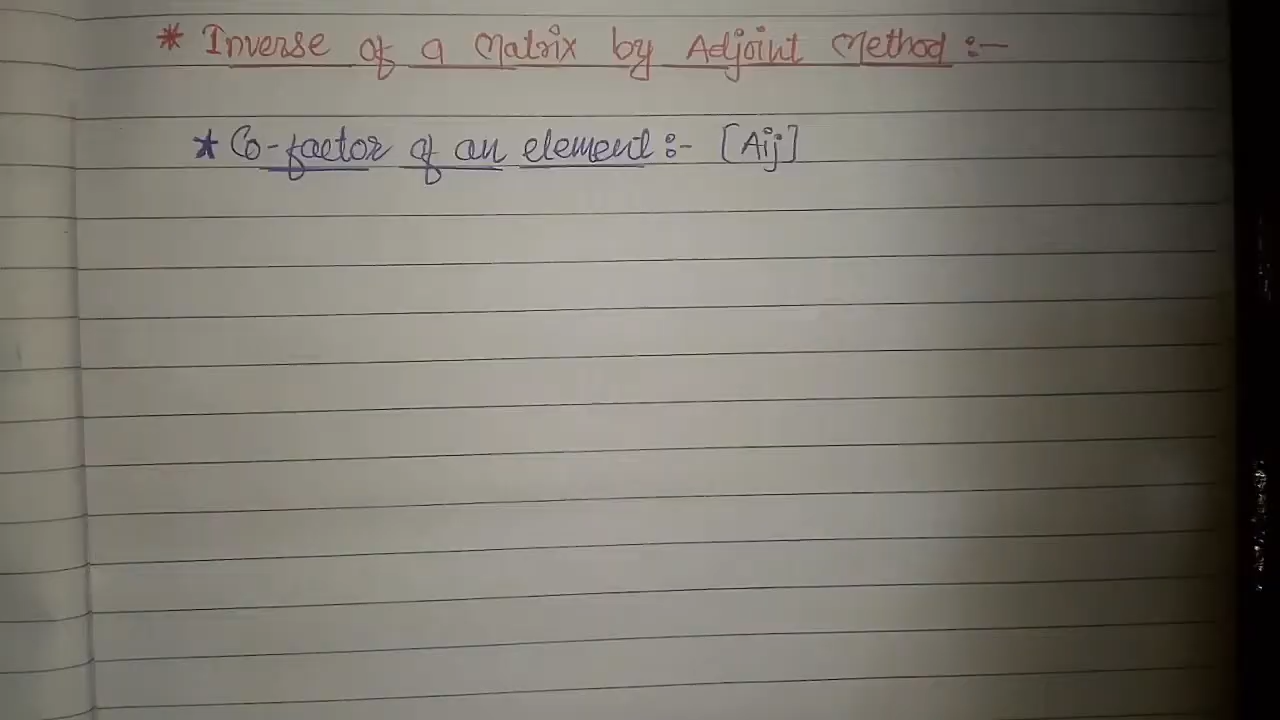 * Inverse of a Matrix by Adjoint Method :-
* Co-factor of an element :- [Aij]